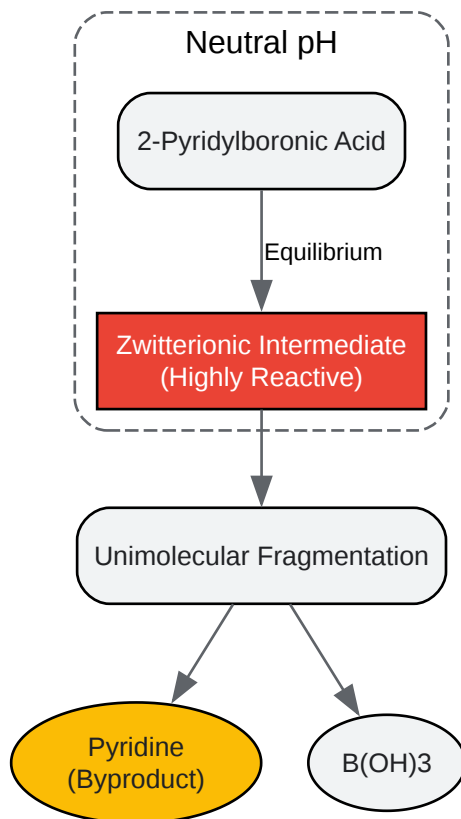 Neutral pH
2-Pyridylboronic Acid
Equilibrium
Zwitterionic Intermediate
(Highly Reactive)
Unimolecular Fragmentation
Pyridine
(Byproduct)
B(OH)3